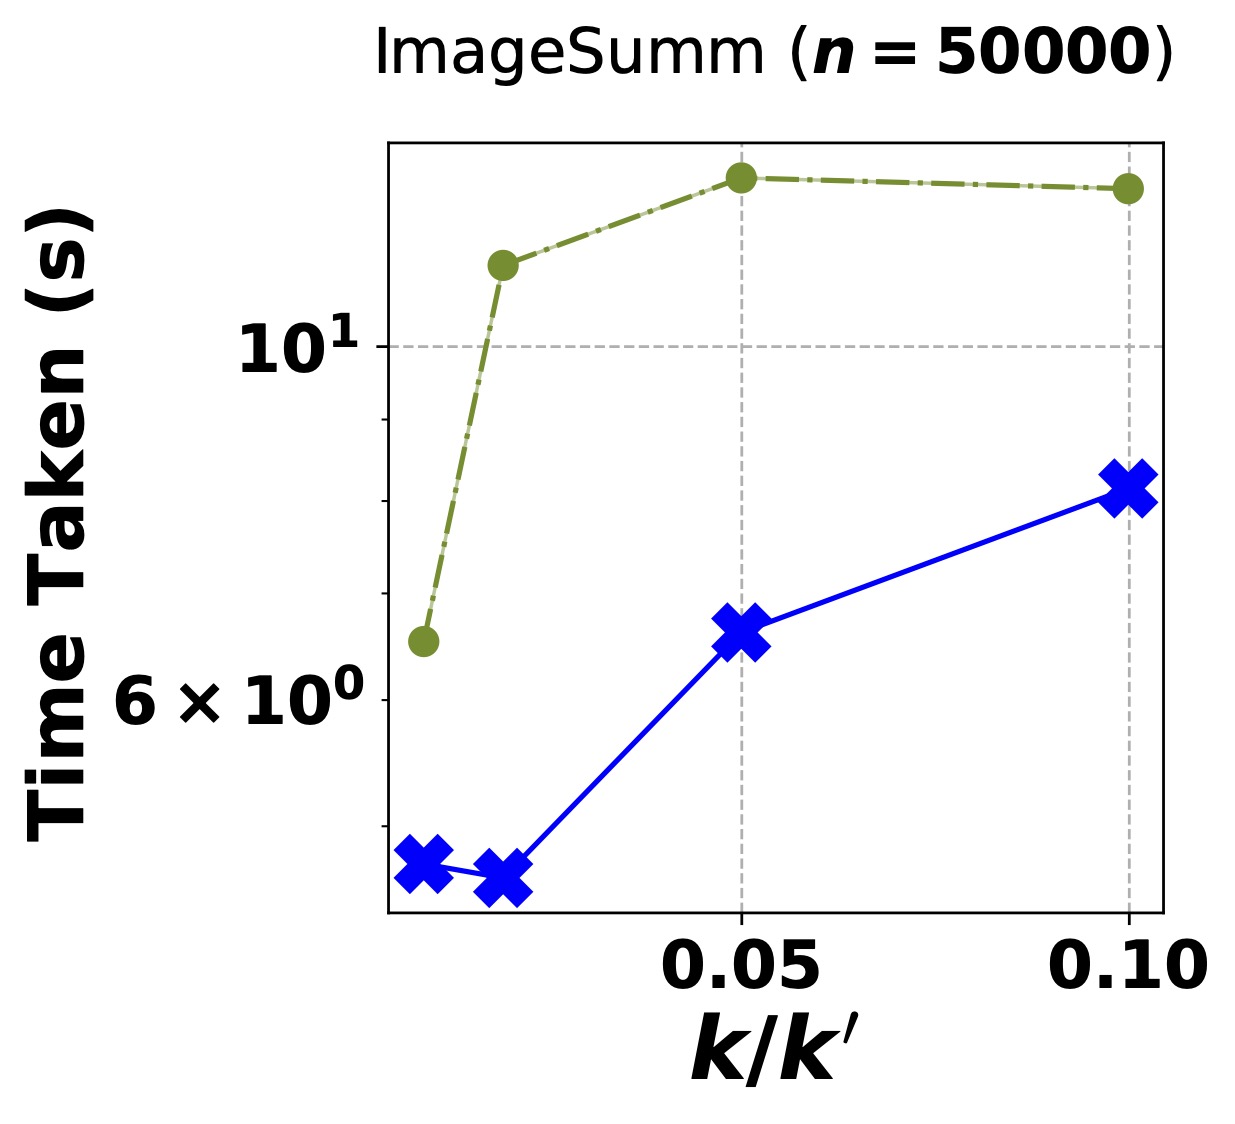 ImageSumm (n = 50000)
Time Taken (s)
10¹
6 × 10⁰
0.05 0.10
k/k′